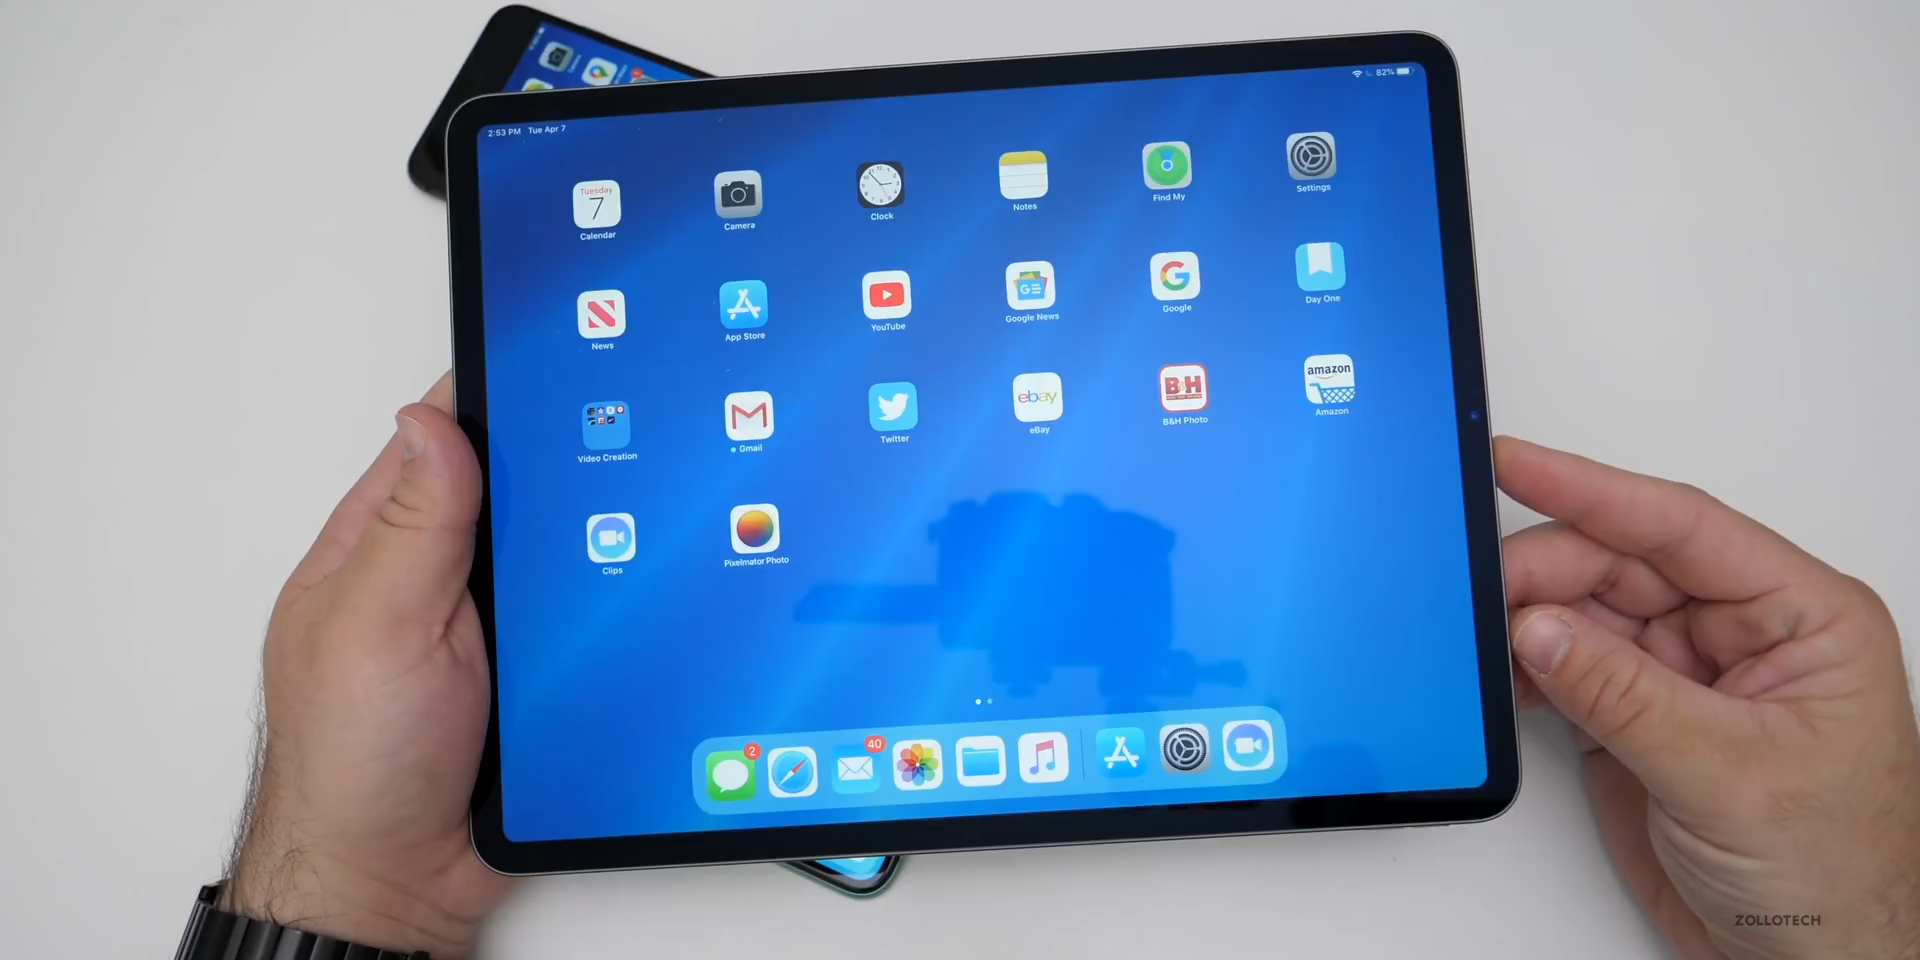 2:53 PM Tue Apr 7
82%
Tuesday
7
Calendar
Camera
Clock
Notes
Find My
Settings
News
App Store
YouTube
GE
Google News
G
Google
Day One
Video Creation
Gmail
Twitter
ebay
eBay
B&H
B&H Photo
amazon
Amazon
Clips
Pixelmator Photo
2
40
ZOLLOTECH